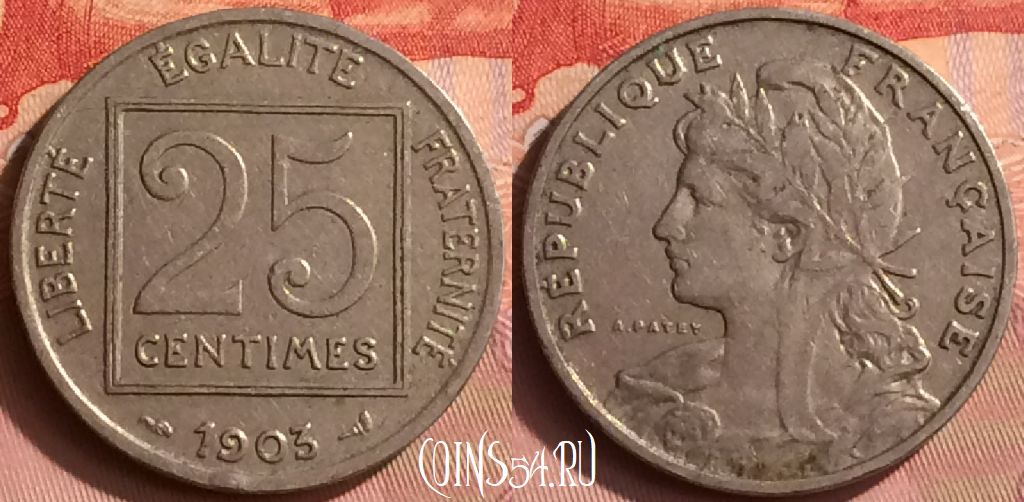 LIBERTÉ ÉGALITÉ FRATERNITÉ
25
CENTIMES
1903
RÉPUBLIQUE FRANÇAISE
A.PATEY
COINS54.RU